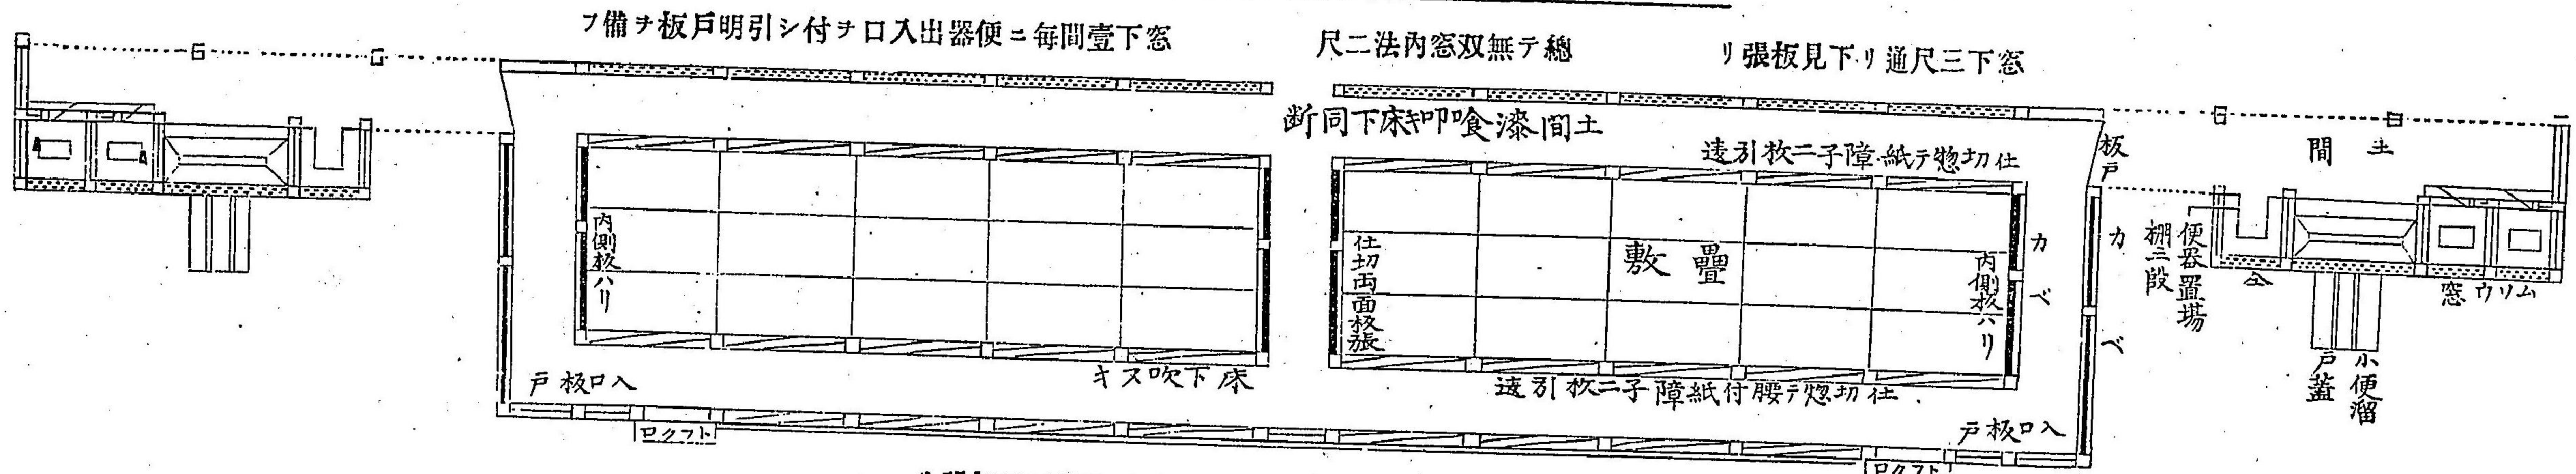 窓下三尺通リ下見板張リ
總テ無双窓内法二尺
窓下壹間毎ニ便器出入口ヲ付シ引明戸板ヲ備フ
土間漆喰叩キ床下同断
土間
板戸
仕切惣テ紙障子二枚引違
カベ
カベ
便器置場
棚二段
仝
ムソウ窓
小便溜
戸蓋
内側板ハリ
疊敷
仕切両面板張
内側板ハリ
仕切惣テ腰付紙障子二枚引違
床下吹ヌキ
入口板戸
入口板戸
トフクロ
トフクロ